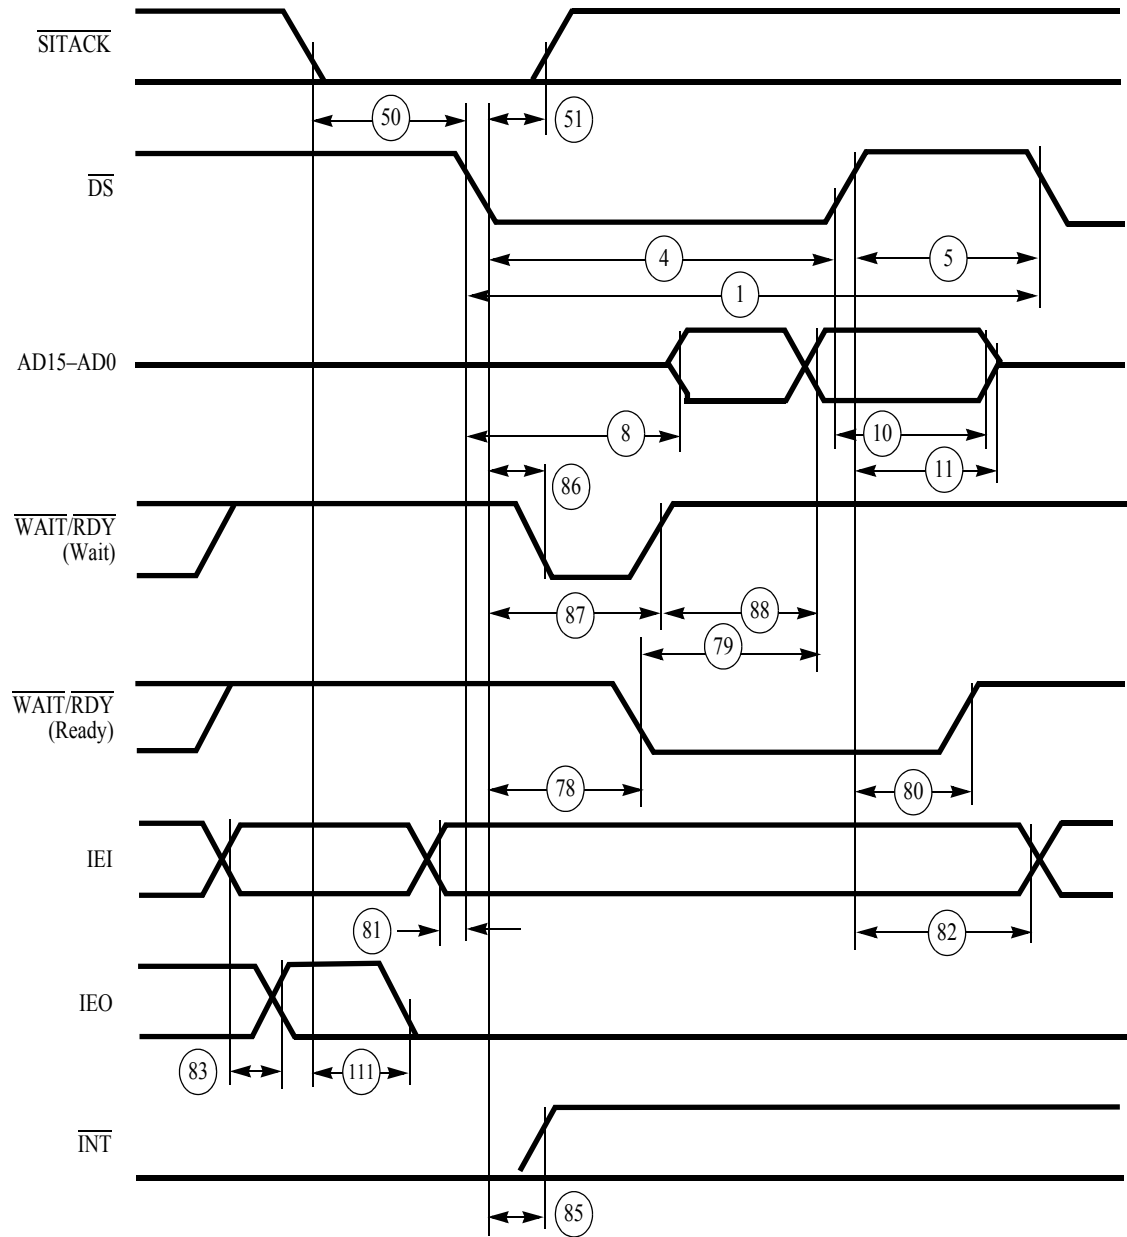 SITACK
50
51
DS
4
5
1
AD15–AD0
8
10
11
86
WAIT/RDY
(Wait)
87
88
79
WAIT/RDY
(Ready)
78
80
IEI
81
82
IEO
83
111
INT
85